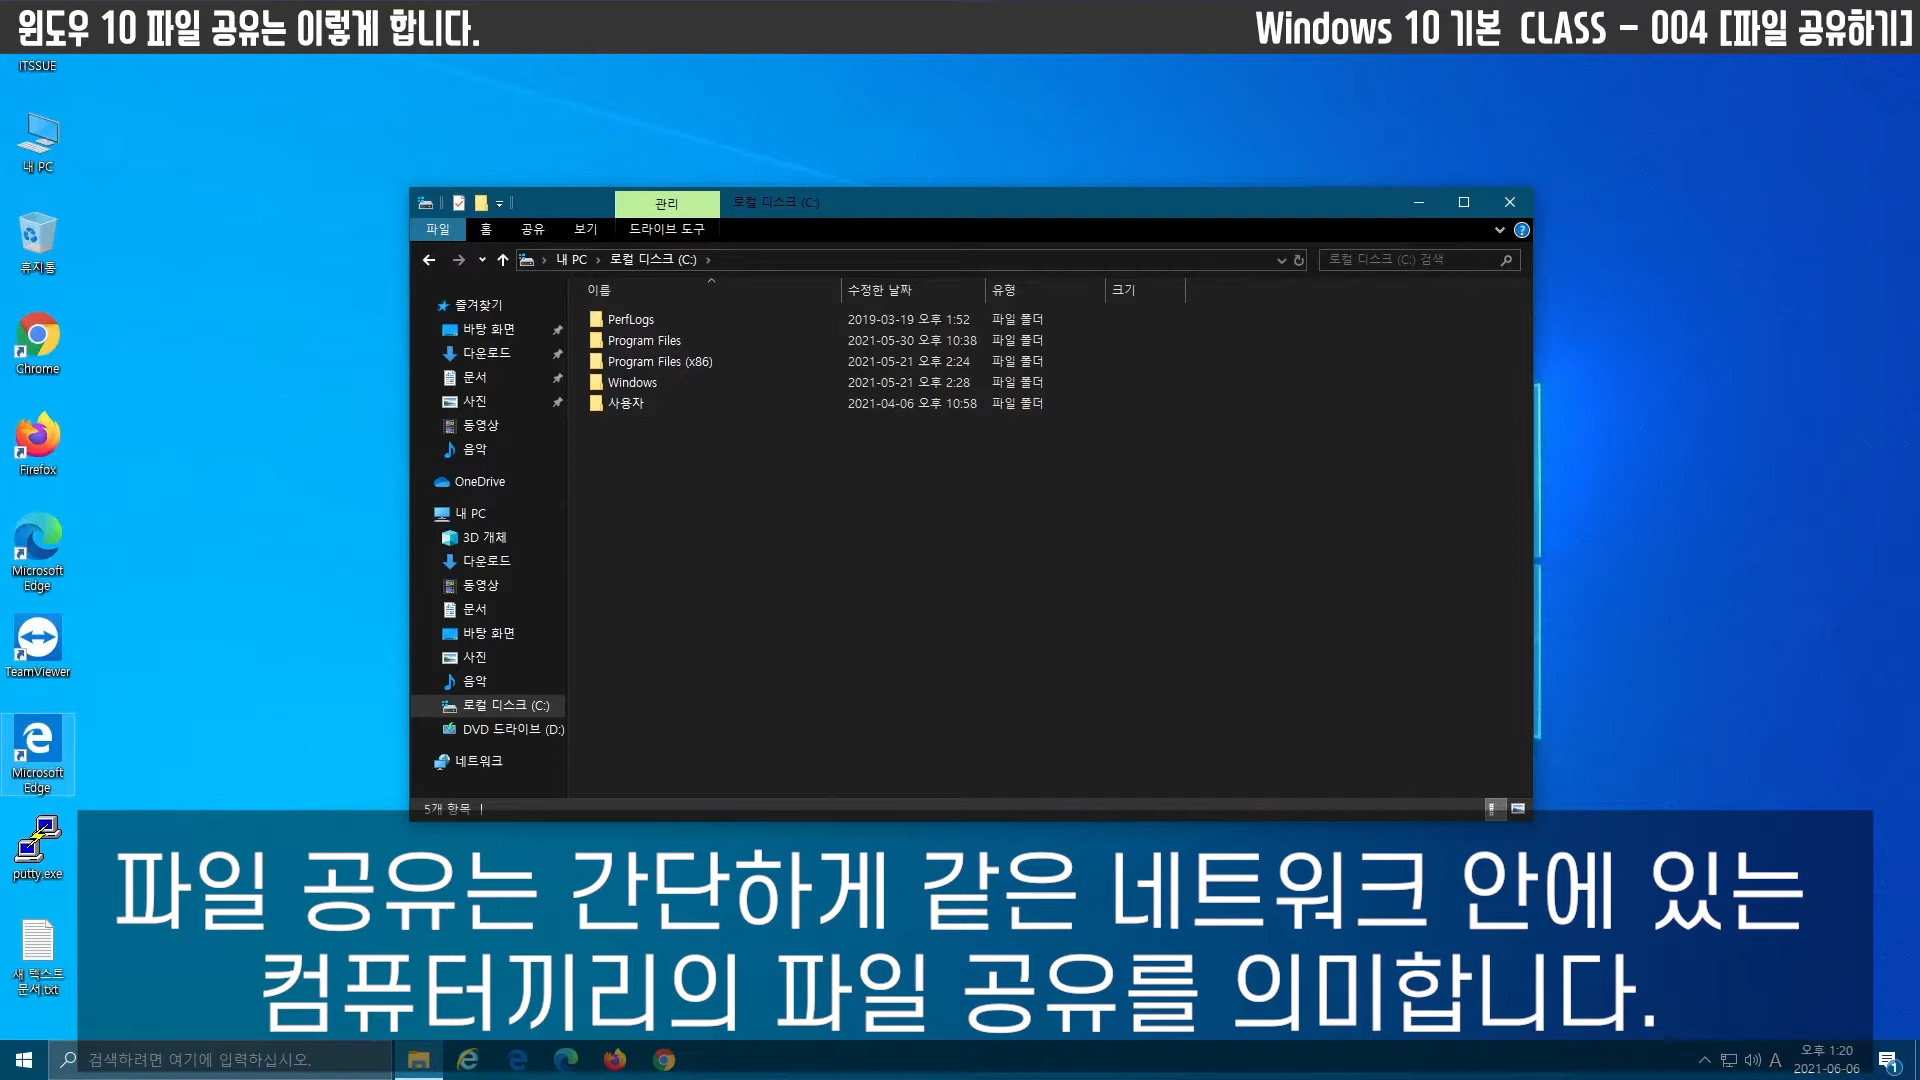 윈도우 10 파일 공유는 이렇게 합니다.
Windows 10 기본 CLASS - 004 [파일 공유하기]
ITSSUE
내 PC
휴지통
Chrome
Firefox
Microsoft
Edge
TeamViewer
Microsoft
Edge
putty.exe
새 텍스트
문서.txt
관리
로컬 디스크 (C:)
파일
홈
공유
보기
드라이브 도구
내 PC
로컬 디스크 (C:)
로컬 디스크 (C:) 검색
이름
수정한 날짜
유형
크기
PerfLogs 2019-03-19 오후 1:52 파일 폴더
Program Files 2021-05-30 오후 10:38 파일 폴더
Program Files (x86) 2021-05-21 오후 2:24 파일 폴더
Windows 2021-05-21 오후 2:28 파일 폴더
사용자 2021-04-06 오후 10:58 파일 폴더
즐겨찾기
바탕 화면
다운로드
문서
사진
동영상
음악
OneDrive
내 PC
3D 개체
다운로드
동영상
문서
바탕 화면
사진
음악
로컬 디스크 (C:)
DVD 드라이브 (D:)
네트워크
5개 항목
파일 공유는 간단하게 같은 네트워크 안에 있는
컴퓨터끼리의 파일 공유를 의미합니다.
검색하려면 여기에 입력하십시오.
A
오후 1:20
2021-06-06
1